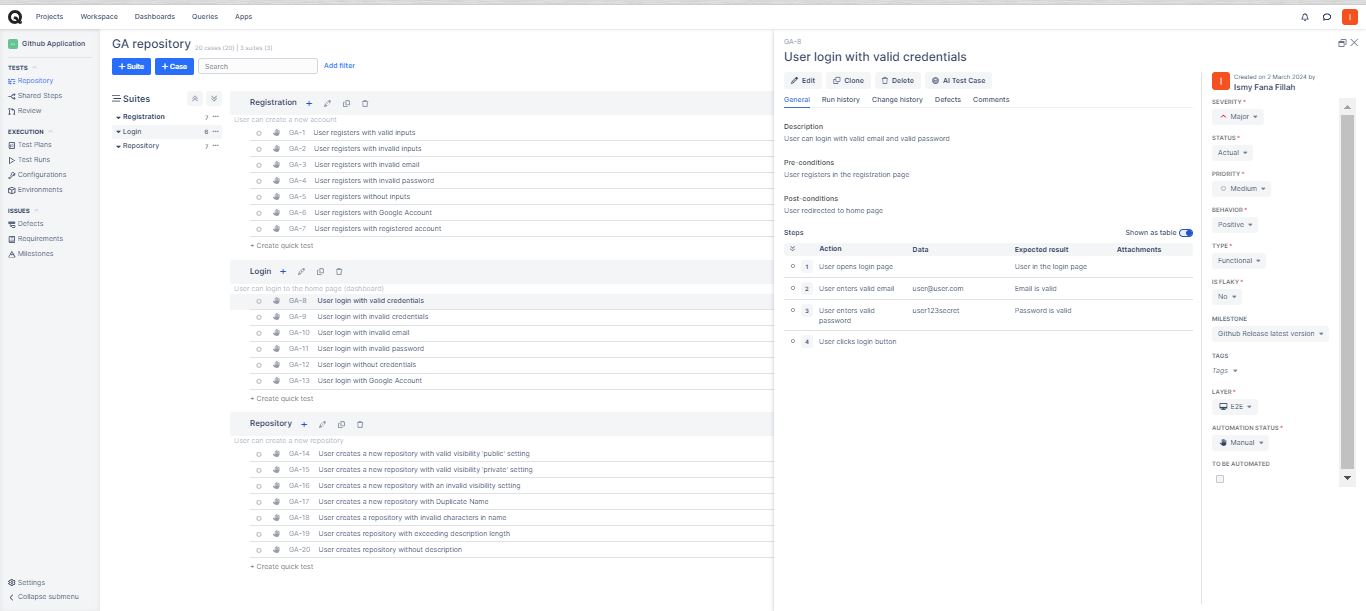 Projects Workspace Dashboards Queries Apps
Github Application
TESTS
Repository
Shared Steps
Review
EXECUTION
Test Plans
Test Runs
Configurations
Environments
ISSUES
Defects
Requirements
Milestones
Settings
Collapse submenu
GA repository 20 cases (20) | 3 suites (3)
+ Suite + Case Search Add filter
Suites
Registration 7
Login 6
Repository 7
Registration
User can create a new account
GA-1 User registers with valid inputs
GA-2 User registers with invalid inputs
GA-3 User registers with invalid email
GA-4 User registers with invalid password
GA-5 User registers without inputs
GA-6 User registers with Google Account
GA-7 User registers with registered account
+ Create quick test
Login
User can login to the home page (dashboard)
GA-8 User login with valid credentials
GA-9 User login with invalid credentials
GA-10 User login with invalid email
GA-11 User login with invalid password
GA-12 User login without credentials
GA-13 User login with Google Account
+ Create quick test
Repository
User can create a new repository
GA-14 User creates a new repository with valid visibility 'public' setting
GA-15 User creates a new repository with valid visibility 'private' setting
GA-16 User creates a new repository with an invalid visibility setting
GA-17 User creates a new repository with Duplicate Name
GA-18 User creates a repository with invalid characters in name
GA-19 User creates repository with exceeding description length
GA-20 User creates repository without description
+ Create quick test
GA-8
User login with valid credentials
Edit Clone Delete AI Test Case
General Run history Change history Defects Comments
Description
User can login with valid email and valid password
Pre-conditions
User registers in the registration page
Post-conditions
User redirected to home page
Steps Shown as table
Action Data Expected result Attachments
1 User opens login page User in the login page
2 User enters valid email user@user.com Email is valid
3 User enters valid password user123secret Password is valid
4 User clicks login button
I
I
Created on 2 March 2024 by
Ismy Fana Fillah
SEVERITY *
Major
STATUS *
Actual
PRIORITY *
Medium
BEHAVIOR *
Positive
TYPE *
Functional
IS FLAKY *
No
MILESTONE
Github Release latest version
TAGS
Tags
LAYER *
E2E
AUTOMATION STATUS *
Manual
TO BE AUTOMATED